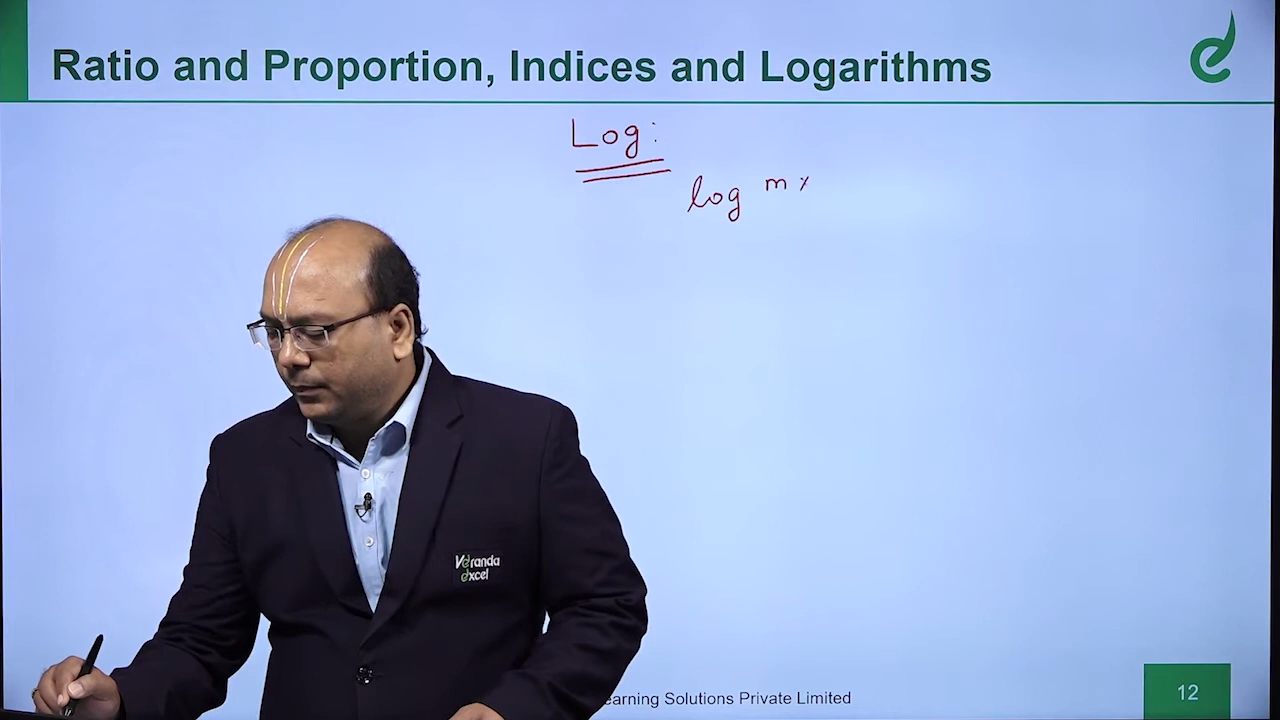 Ratio and Proportion, Indices and Logarithms
Log:
log m x
Veranda
excel
earning Solutions Private Limited
12